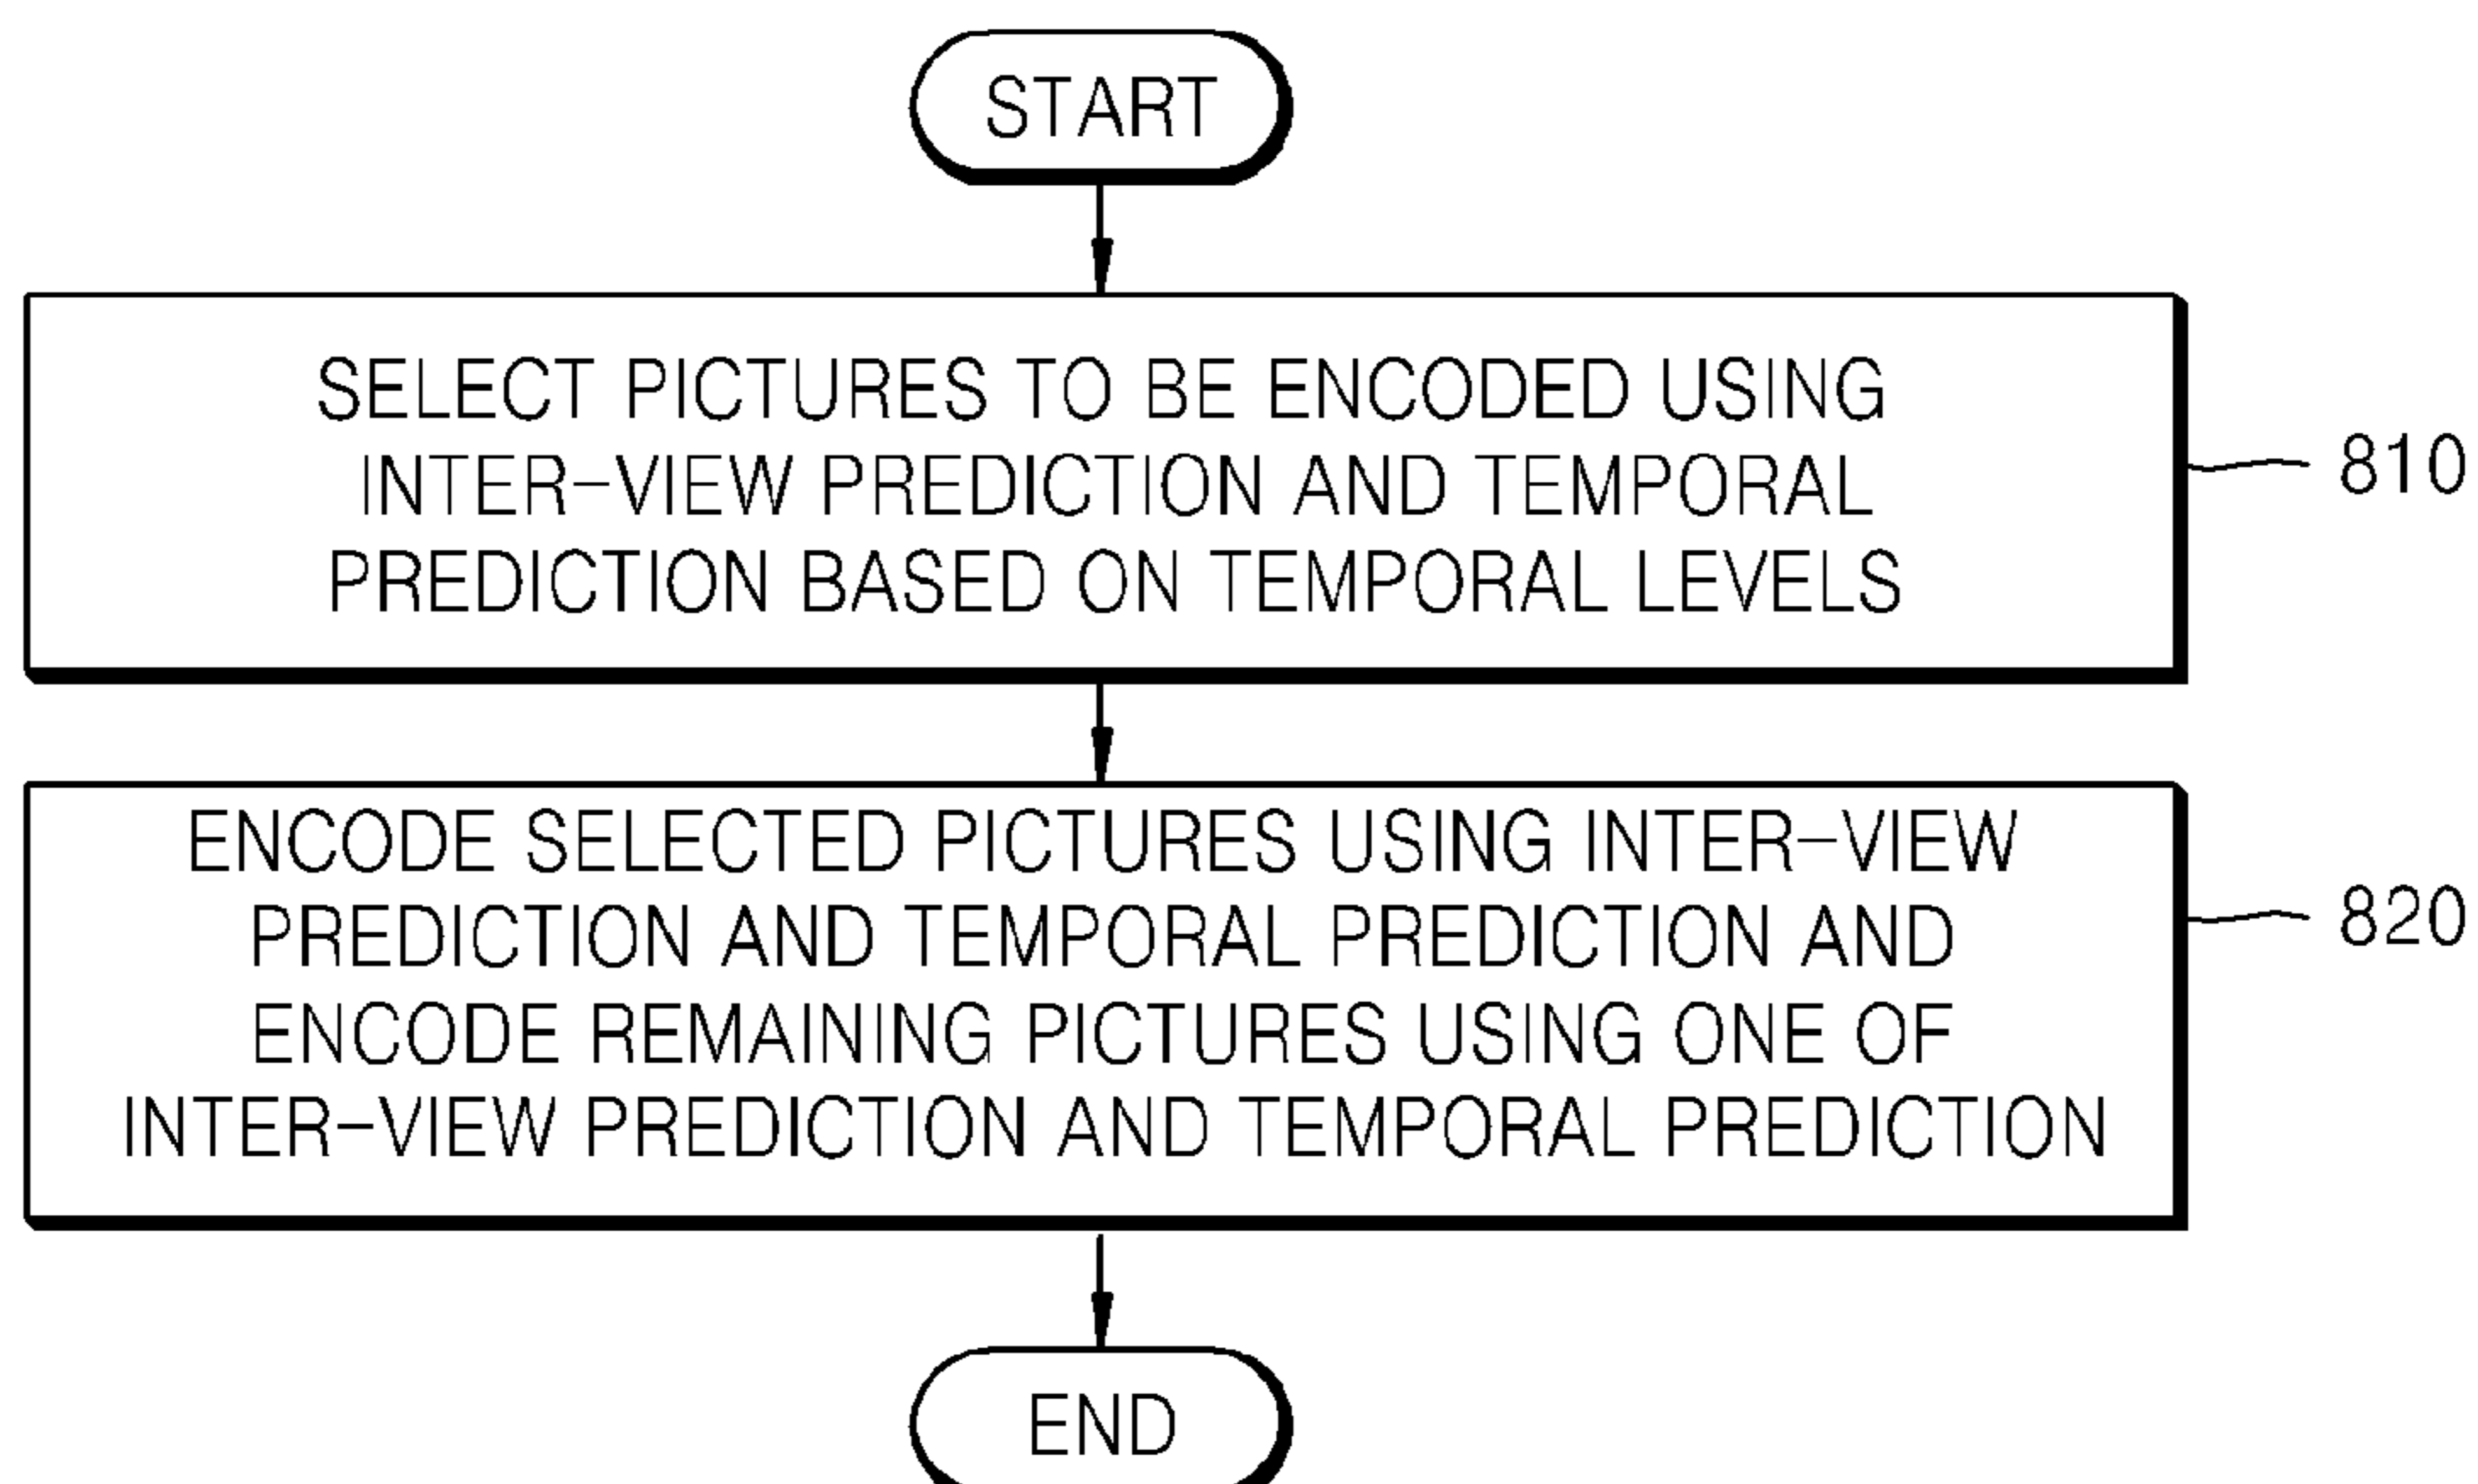 START
SELECT PICTURES TO BE ENCODED USING
INTER-VIEW PREDICTION AND TEMPORAL
PREDICTION BASED ON TEMPORAL LEVELS
810
ENCODE SELECTED PICTURES USING INTER-VIEW
PREDICTION AND TEMPORAL PREDICTION AND
ENCODE REMAINING PICTURES USING ONE OF
INTER-VIEW PREDICTION AND TEMPORAL PREDICTION
820
END